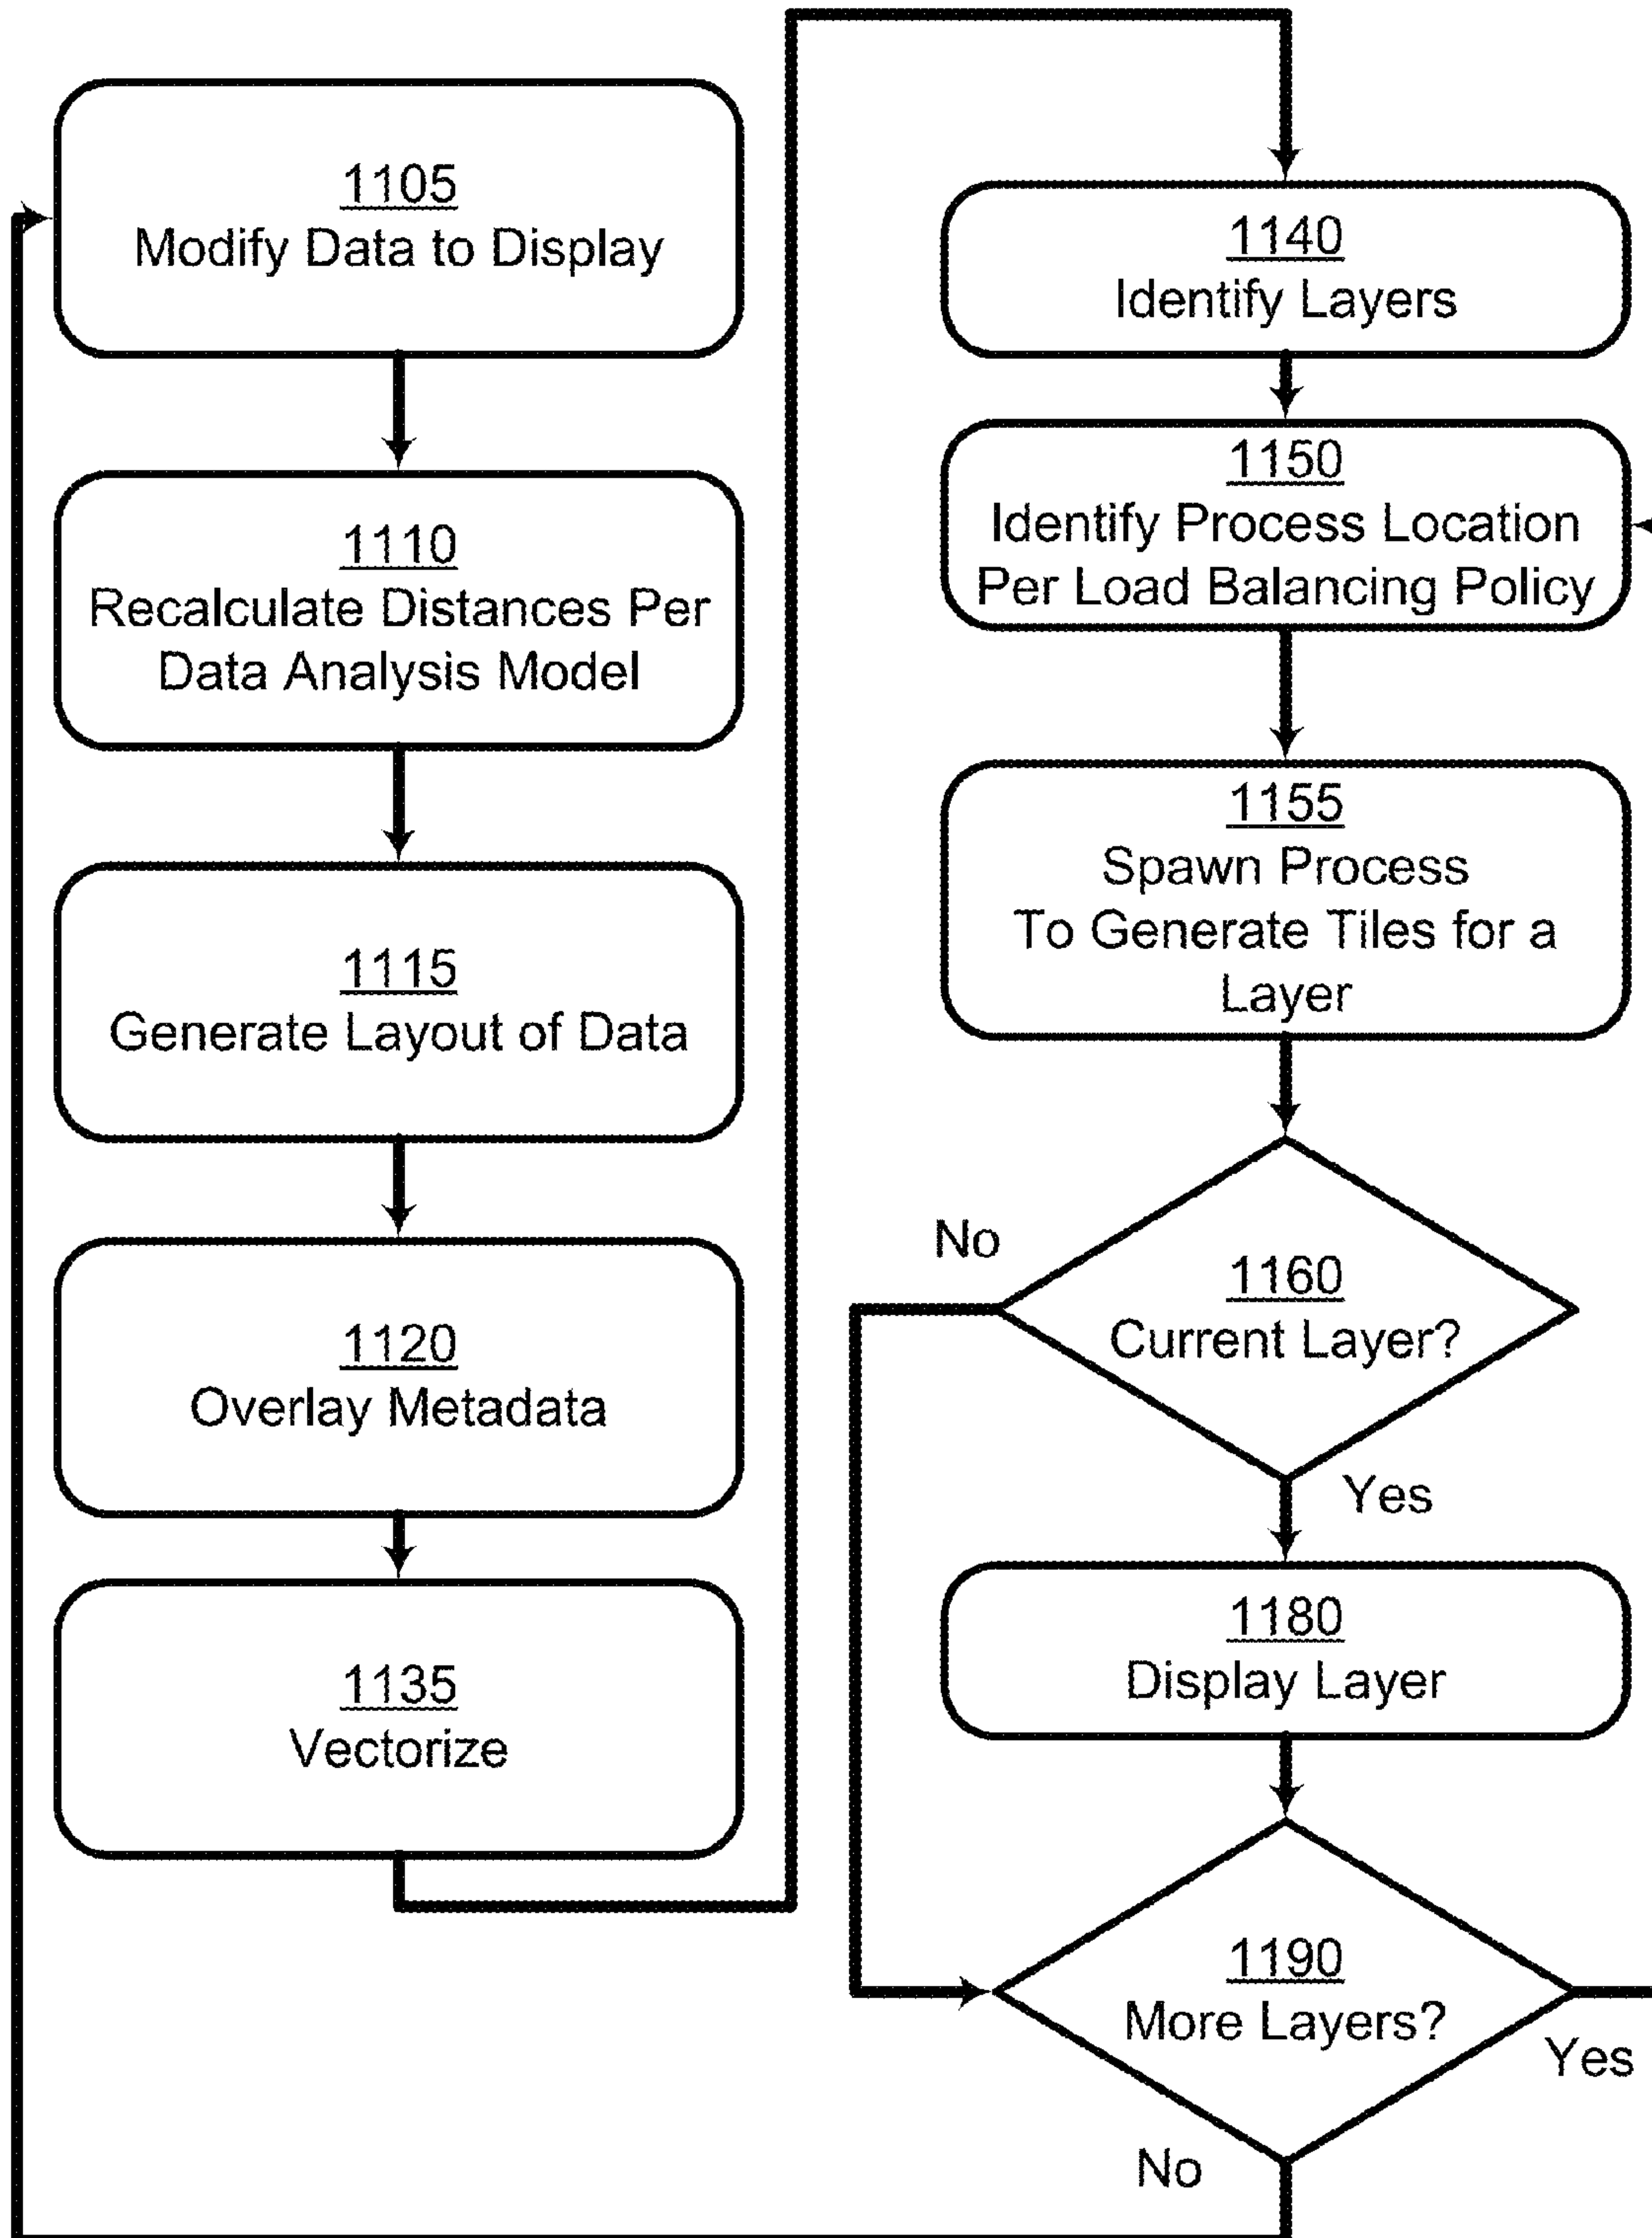 1105
Modify Data to Display
1110
Recalculate Distances Per
Data Analysis Model
1115
Generate Layout of Data
1120
Overlay Metadata
1135
Vectorize
1140
Identify Layers
1150
Identify Process Location
Per Load Balancing Policy
1155
Spawn Process
To Generate Tiles for a
Layer
No
1160
Current Layer?
Yes
1180
Display Layer
1190
More Layers?
Yes
No